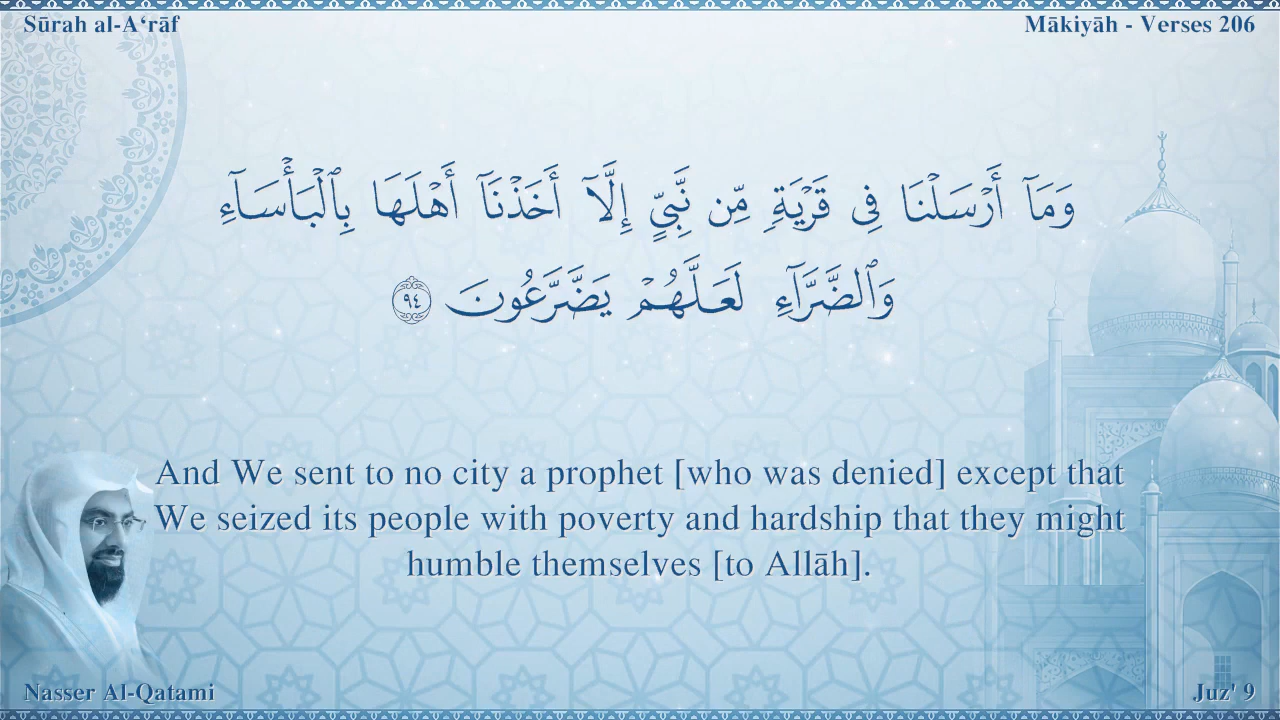 Sūrah al-A‘rāf
Mākiyāh - Verses 206
وَمَآ أَرْسَلْنَا فِى قَرْيَةٍ مِّن نَّبِىٍّ إِلَّآ أَخَذْنَآ أَهْلَهَا بِٱلْبَأْسَآءِ
وَٱلضَّرَّآءِ لَعَلَّهُمْ يَضَّرَّعُونَ ٩٤
And We sent to no city a prophet [who was denied] except that
We seized its people with poverty and hardship that they might
humble themselves [to Allāh].
Nasser Al-Qatami
Juz' 9